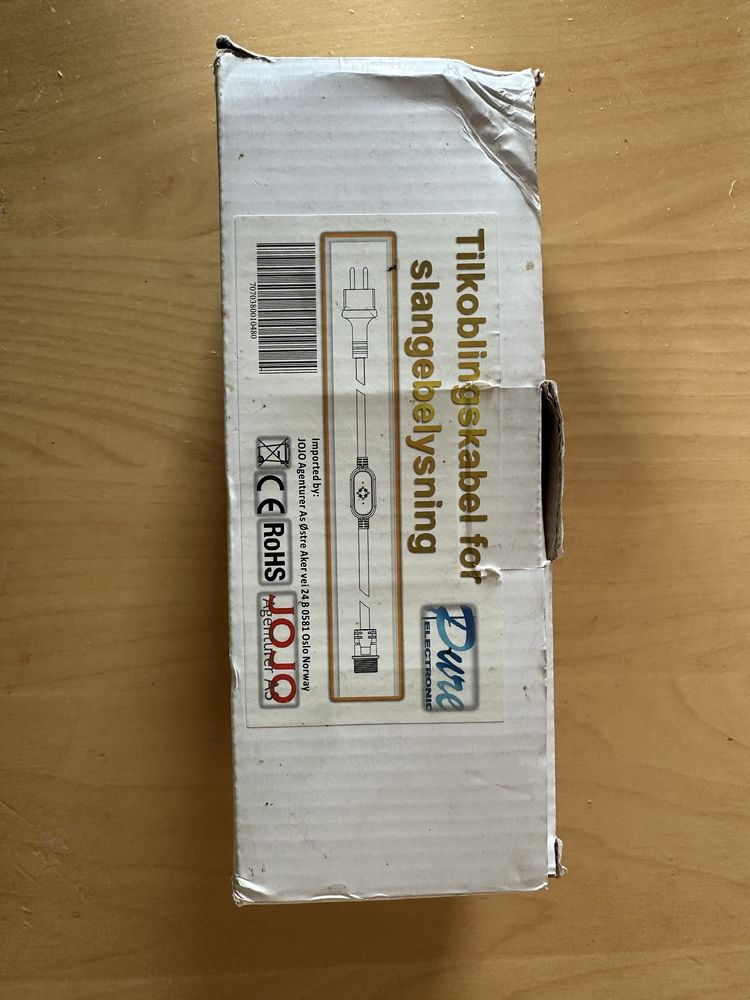 Tilkoblingskabel for
slangebelysning
Pure
ELECTRONIC
7070380010480
Imported by:
JOJO Agenturer As Østre Aker vei 24 B 0581 Oslo Norway
CE RoHS
JOJO
Agenturer AS